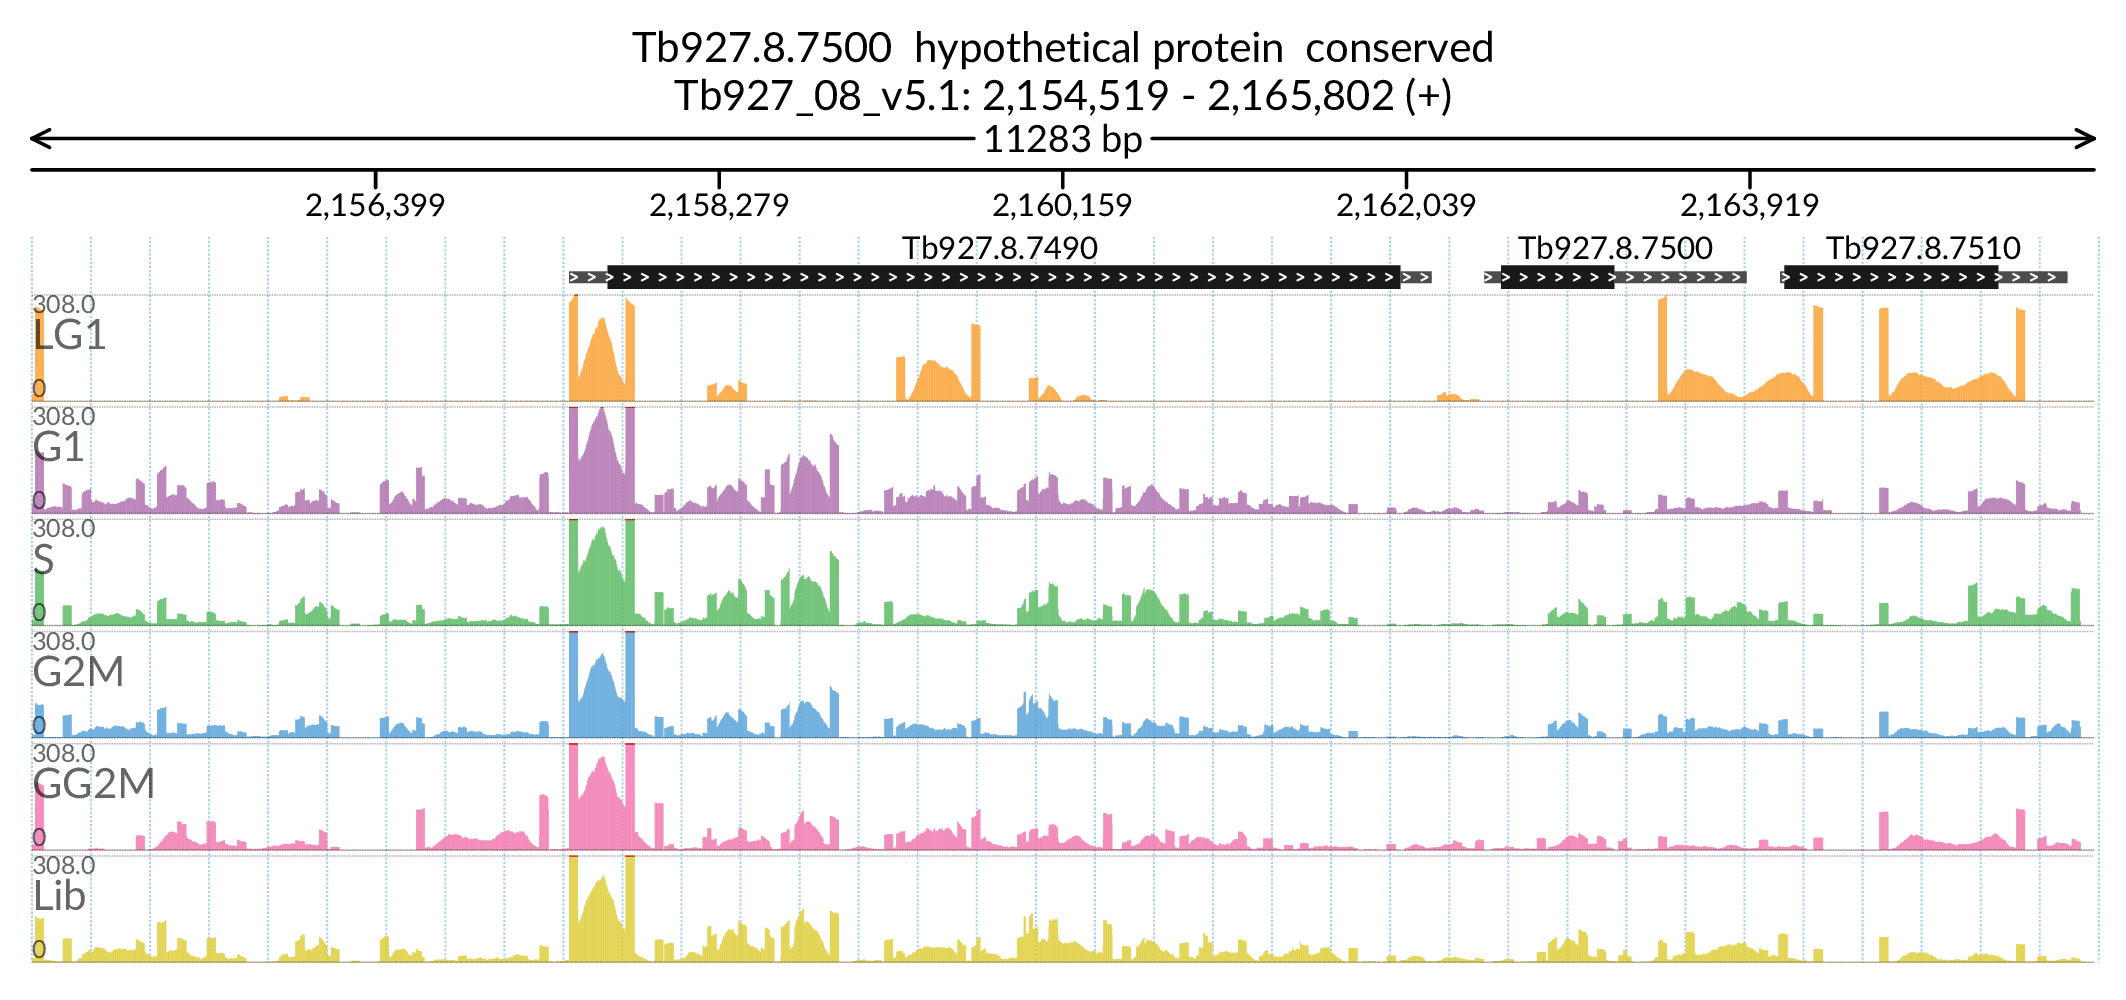 Tb927.8.7500 hypothetical protein conserved
Tb927_08_v5.1: 2,154,519 - 2,165,802 (+)
11283 bp
2,156,399 2,158,279 2,160,159 2,162,039 2,163,919
Tb927.8.7490 Tb927.8.7500 Tb927.8.7510
308.0
LG1
0
308.0
G1
0
308.0
S
0
308.0
G2M
0
308.0
GG2M
0
308.0
Lib
0